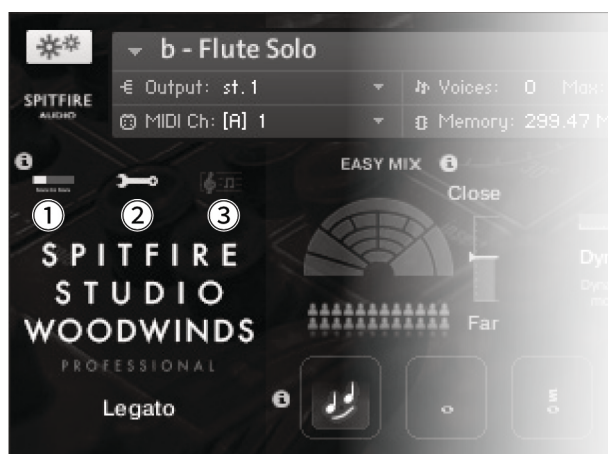 b - Flute Solo
SPITFIRE
AUDIO
Output: st. 1
Voices: 0 Max:
MIDI Ch: [A] 1
Memory: 299.47 M
EASY MIX
Close
1
2
3
SPITFIRE
STUDIO
WOODWINDS
PROFESSIONAL
Legato
Far